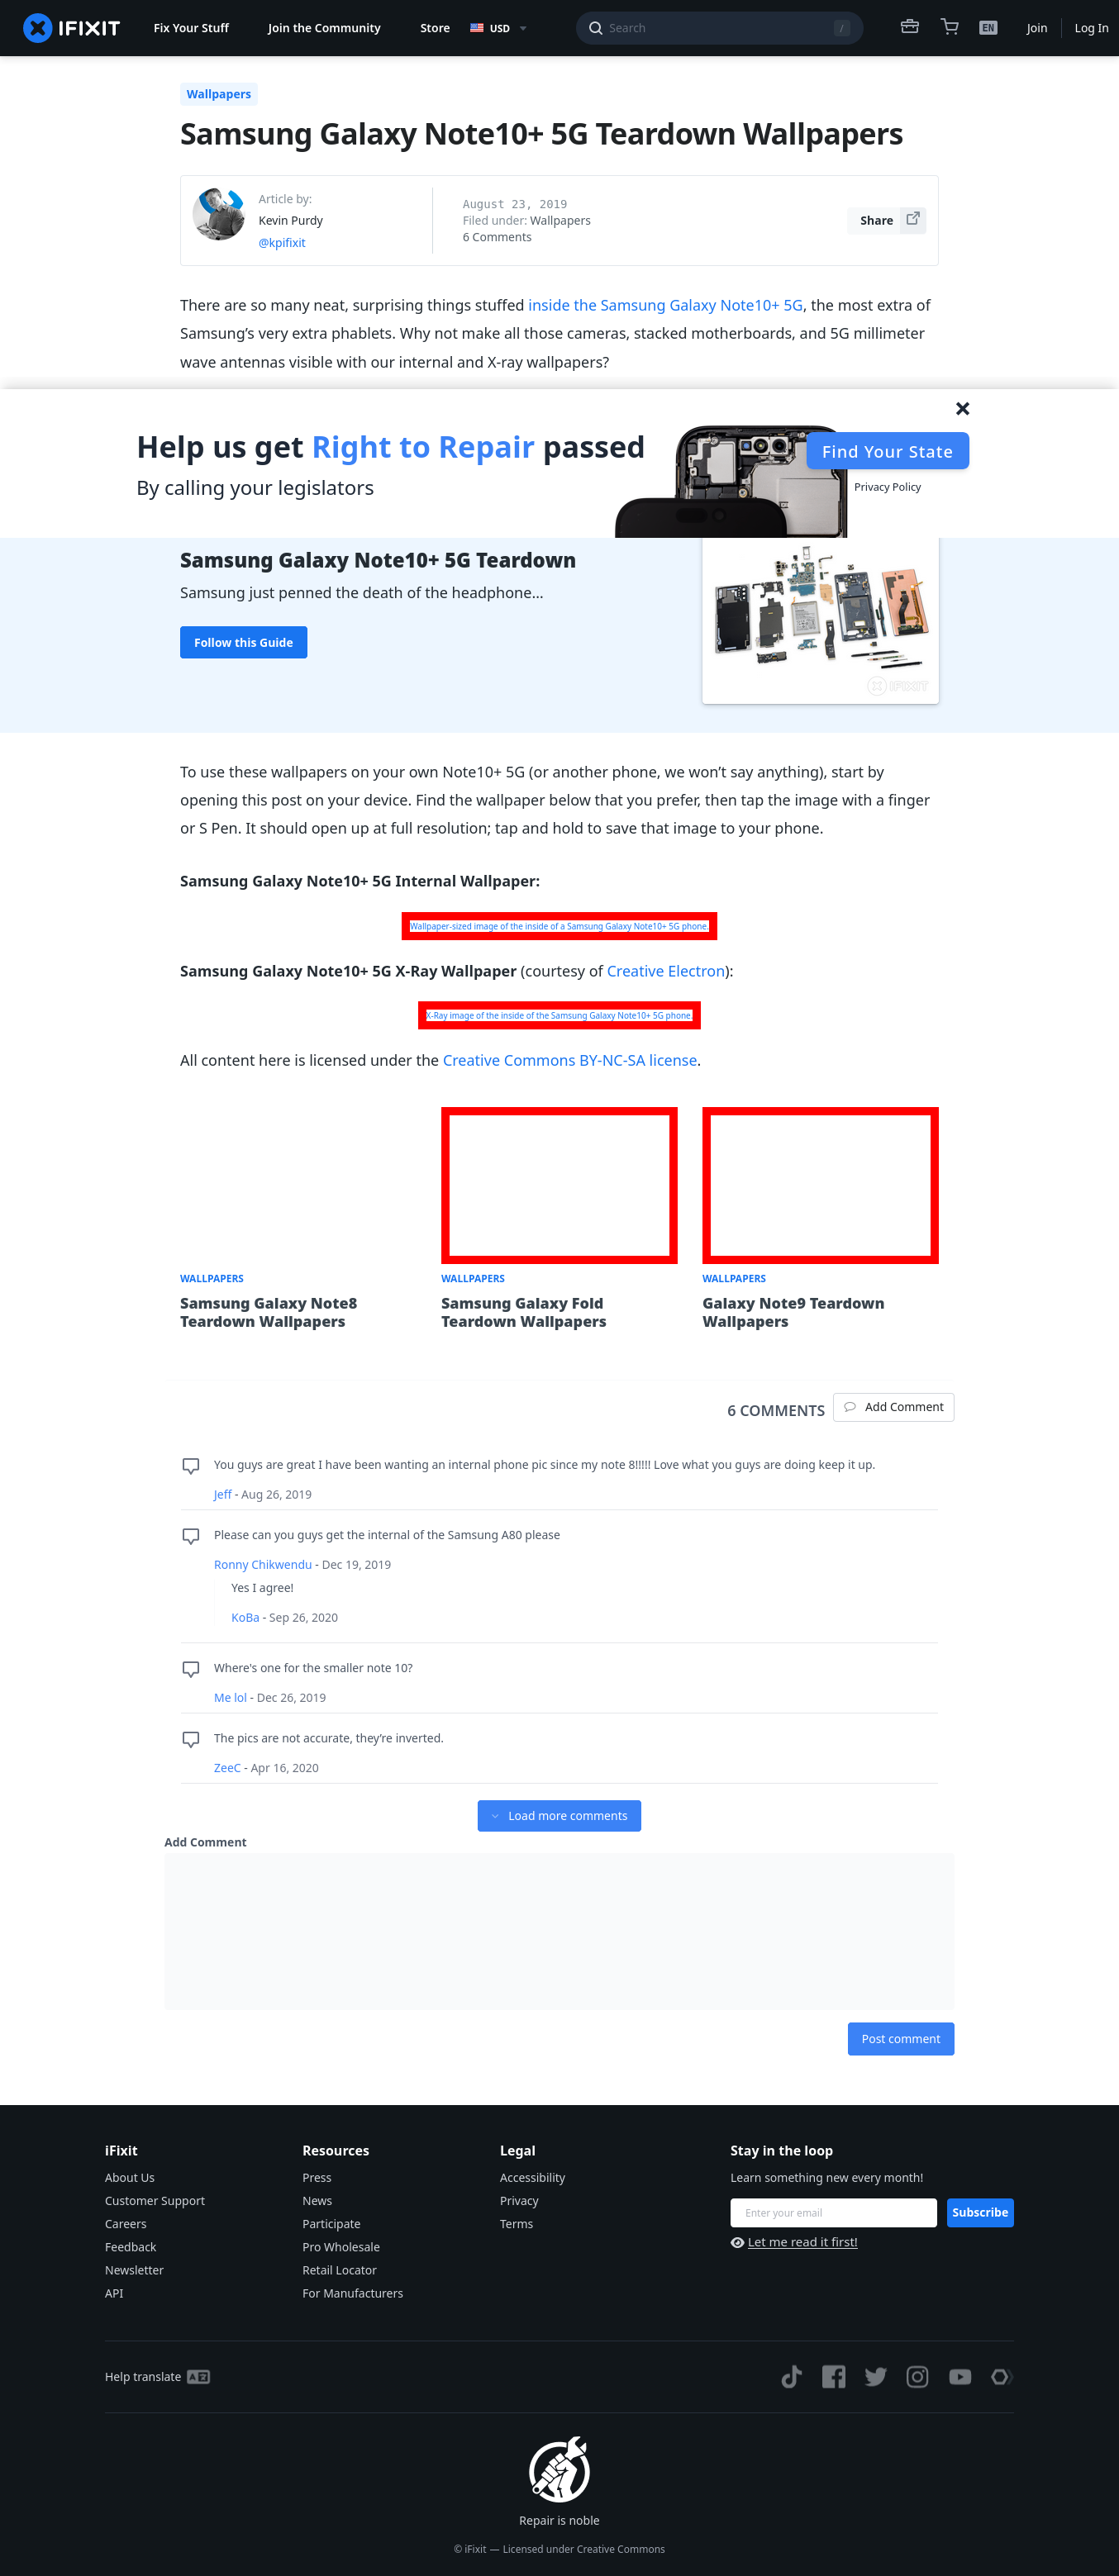 IFIXIT
Fix Your Stuff
Join the Community
Store
USD
Search
/
EN
Join
Log In
Wallpapers
Samsung Galaxy Note10+ 5G Teardown Wallpapers
Article by:
Kevin Purdy
@kpifixit
August 23, 2019
Filed under: Wallpapers
6 Comments
Share
There are so many neat, surprising things stuffed inside the Samsung Galaxy Note10+ 5G, the most extra of
Samsung’s very extra phablets. Why not make all those cameras, stacked motherboards, and 5G millimeter
wave antennas visible with our internal and X-ray wallpapers?
Help us get Right to Repair passed
By calling your legislators
Find Your State
Privacy Policy
Samsung Galaxy Note10+ 5G Teardown
Samsung just penned the death of the headphone...
Follow this Guide
IFIXIT
To use these wallpapers on your own Note10+ 5G (or another phone, we won’t say anything), start by
opening this post on your device. Find the wallpaper below that you prefer, then tap the image with a finger
or S Pen. It should open up at full resolution; tap and hold to save that image to your phone.
Samsung Galaxy Note10+ 5G Internal Wallpaper:
Wallpaper-sized image of the inside of a Samsung Galaxy Note10+ 5G phone.
Samsung Galaxy Note10+ 5G X-Ray Wallpaper (courtesy of Creative Electron):
X-Ray image of the inside of the Samsung Galaxy Note10+ 5G phone.
All content here is licensed under the Creative Commons BY-NC-SA license.
WALLPAPERS
Samsung Galaxy Note8
Teardown Wallpapers
WALLPAPERS
Samsung Galaxy Fold
Teardown Wallpapers
WALLPAPERS
Galaxy Note9 Teardown
Wallpapers
6 COMMENTS
Add Comment
You guys are great I have been wanting an internal phone pic since my note 8!!!!! Love what you guys are doing keep it up.
Jeff - Aug 26, 2019
Please can you guys get the internal of the Samsung A80 please
Ronny Chikwendu - Dec 19, 2019
Yes I agree!
KoBa - Sep 26, 2020
Where's one for the smaller note 10?
Me lol - Dec 26, 2019
The pics are not accurate, they’re inverted.
ZeeC - Apr 16, 2020
Load more comments
Add Comment
Post comment
iFixit
About Us
Customer Support
Careers
Feedback
Newsletter
API
Resources
Press
News
Participate
Pro Wholesale
Retail Locator
For Manufacturers
Legal
Accessibility
Privacy
Terms
Stay in the loop
Learn something new every month!
Enter your email
Subscribe
Let me read it first!
Help translate
Repair is noble
© iFixit — Licensed under Creative Commons